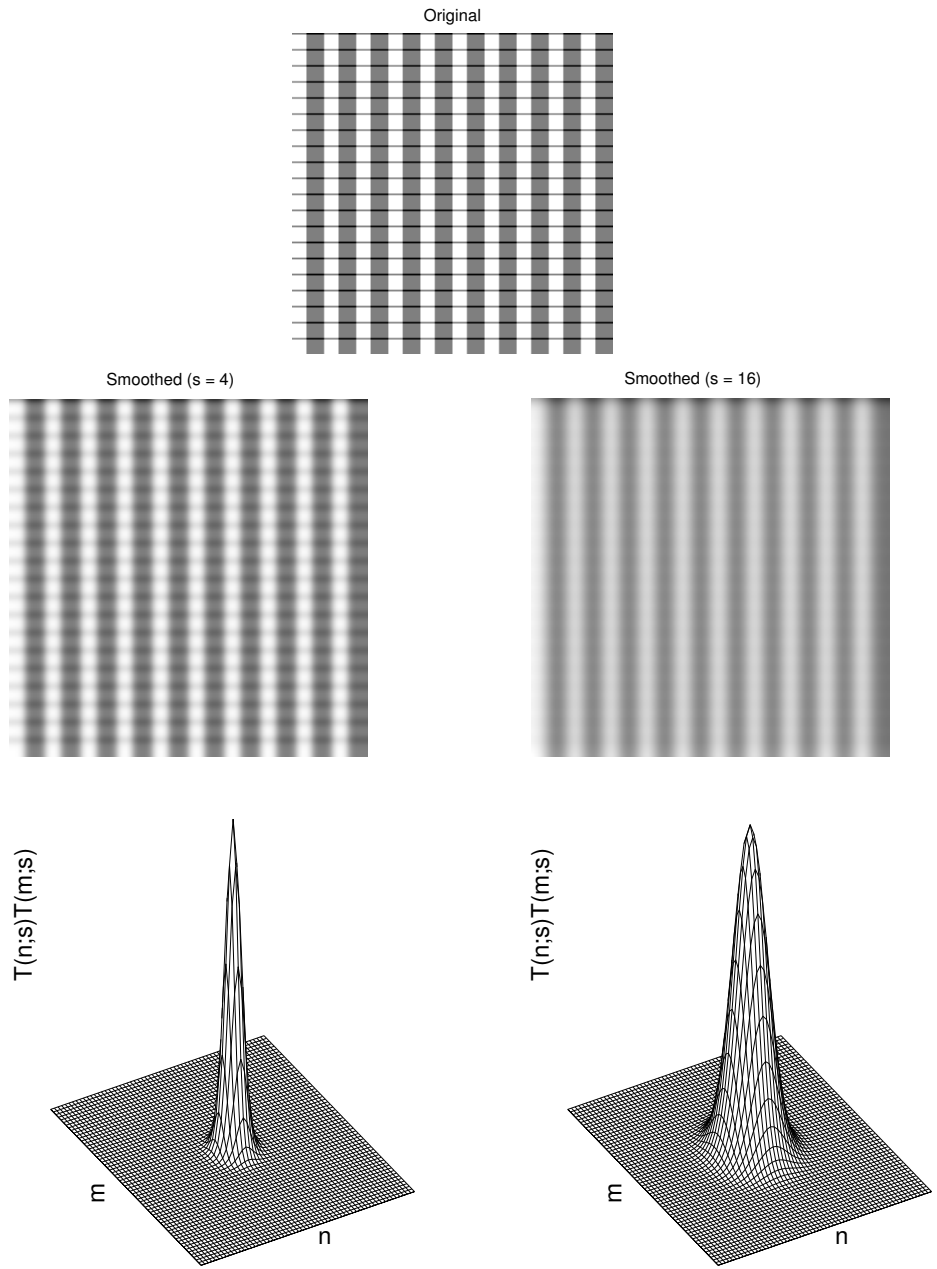 Original
Smoothed (s = 4)
Smoothed (s = 16)
T(n;s)T(m;s)
m
n
T(n;s)T(m;s)
m
n